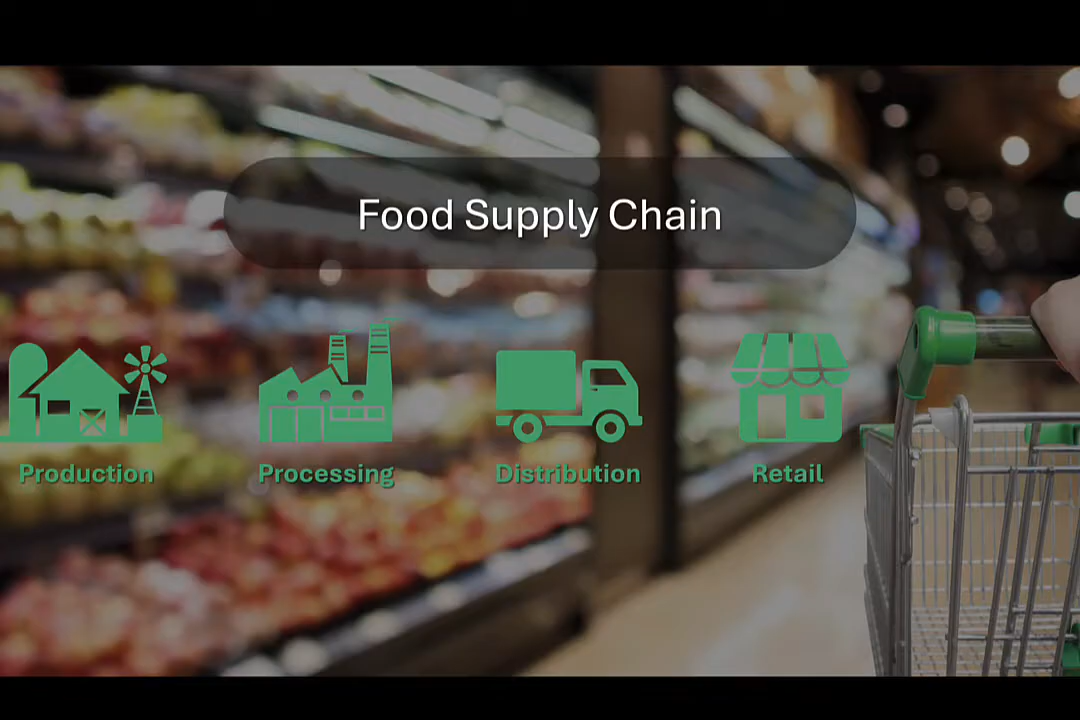 Food Supply Chain
Production
Processing
Distribution
Retail